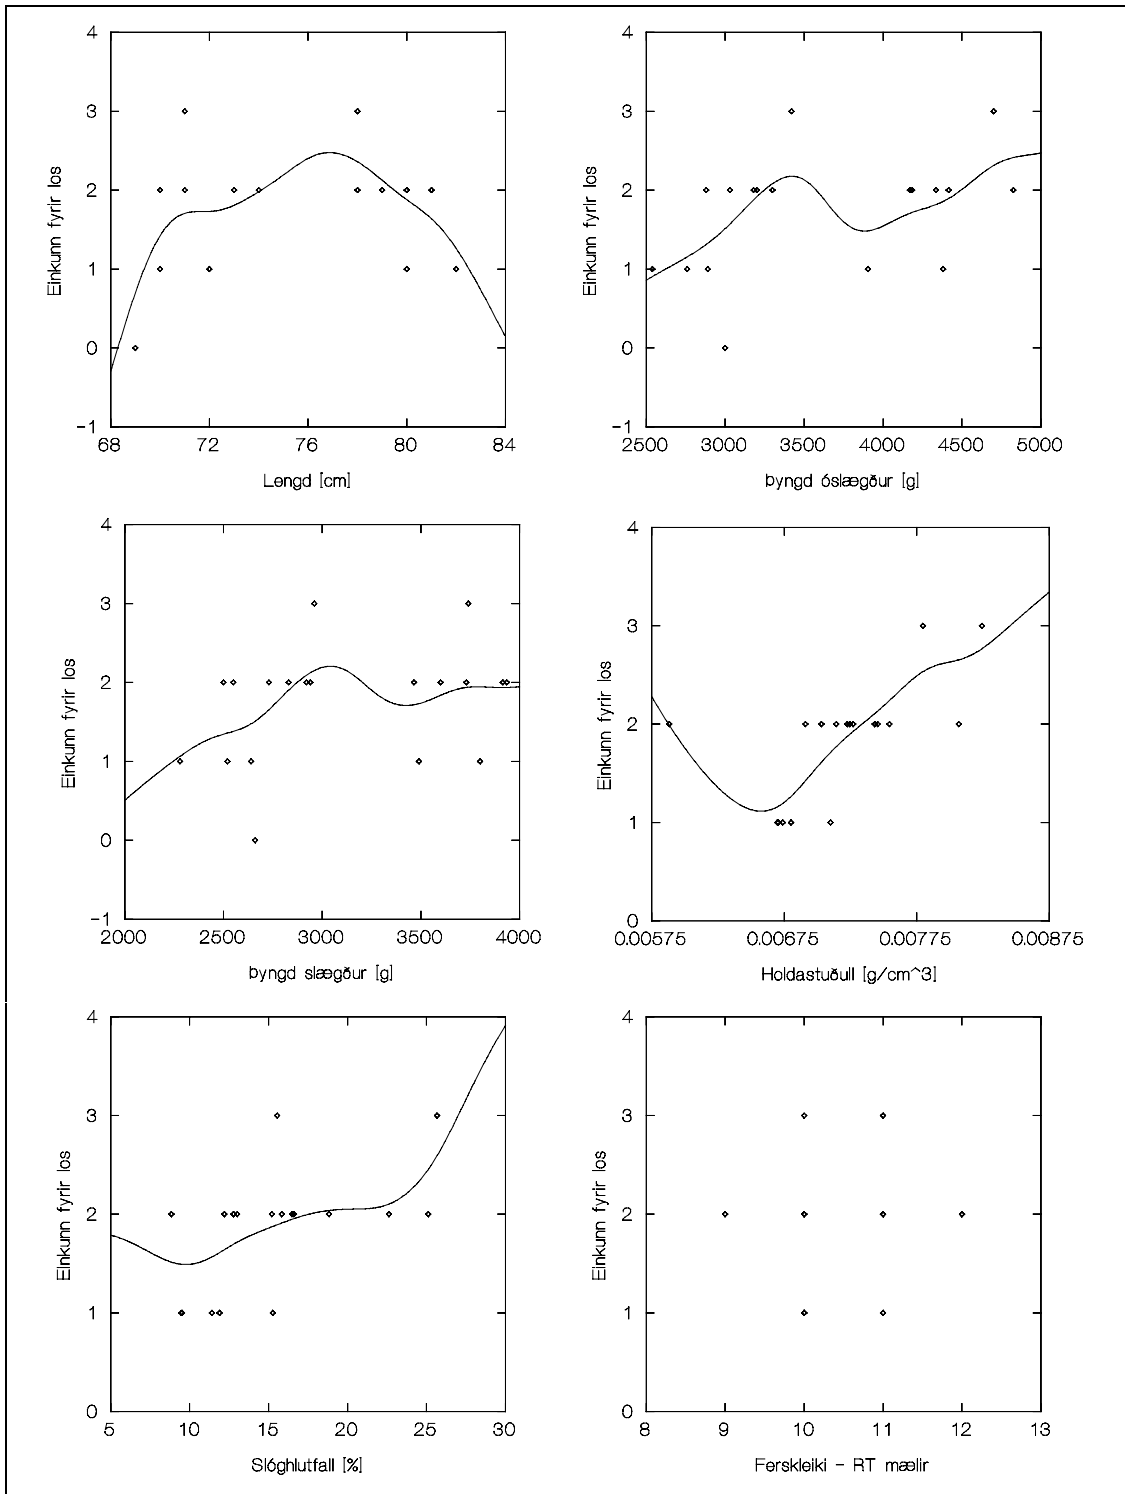 4
3
2
1
0
−1
Einkunn fyrir los
68 72 76 80 84
Lengd [cm]
4
3
2
1
0
−1
Einkunn fyrir los
2500 3000 3500 4000 4500 5000
þyngd óslægður [g]
4
3
2
1
0
−1
Einkunn fyrir los
2000 2500 3000 3500 4000
þyngd slægður [g]
4
3
2
1
0
Einkunn fyrir los
0.00575 0.00675 0.00775 0.00875
Holdastuðull [g/cm^3]
4
3
2
1
0
Einkunn fyrir los
5 10 15 20 25 30
Slóghlutfall [%]
4
3
2
1
0
Einkunn fyrir los
8 9 10 11 12 13
Ferskleiki − RT mælir